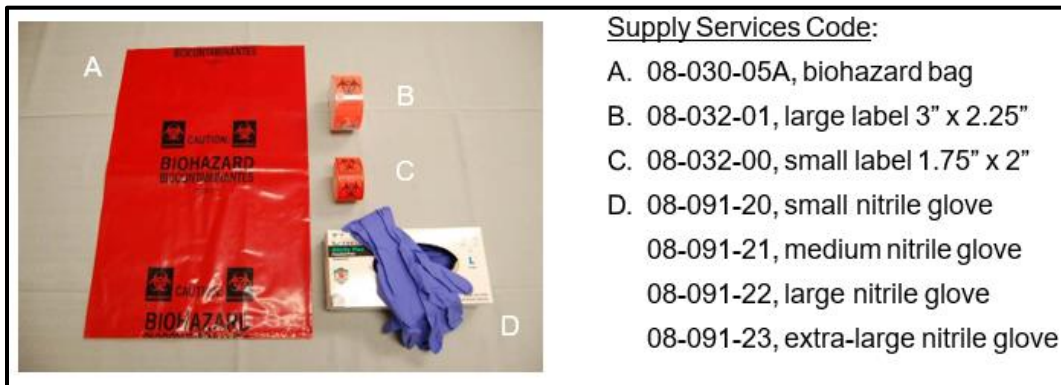 A
BIOCONTAMINANTES
CAUTION:
BIOHAZARD
BIOCONTAMINANTES
CAUTION:
BIOHAZARD
B
C
L
D
Supply Services Code:
A. 08-030-05A, biohazard bag
B. 08-032-01, large label 3” x 2.25”
C. 08-032-00, small label 1.75” x 2”
D. 08-091-20, small nitrile glove
08-091-21, medium nitrile glove
08-091-22, large nitrile glove
08-091-23, extra-large nitrile glove